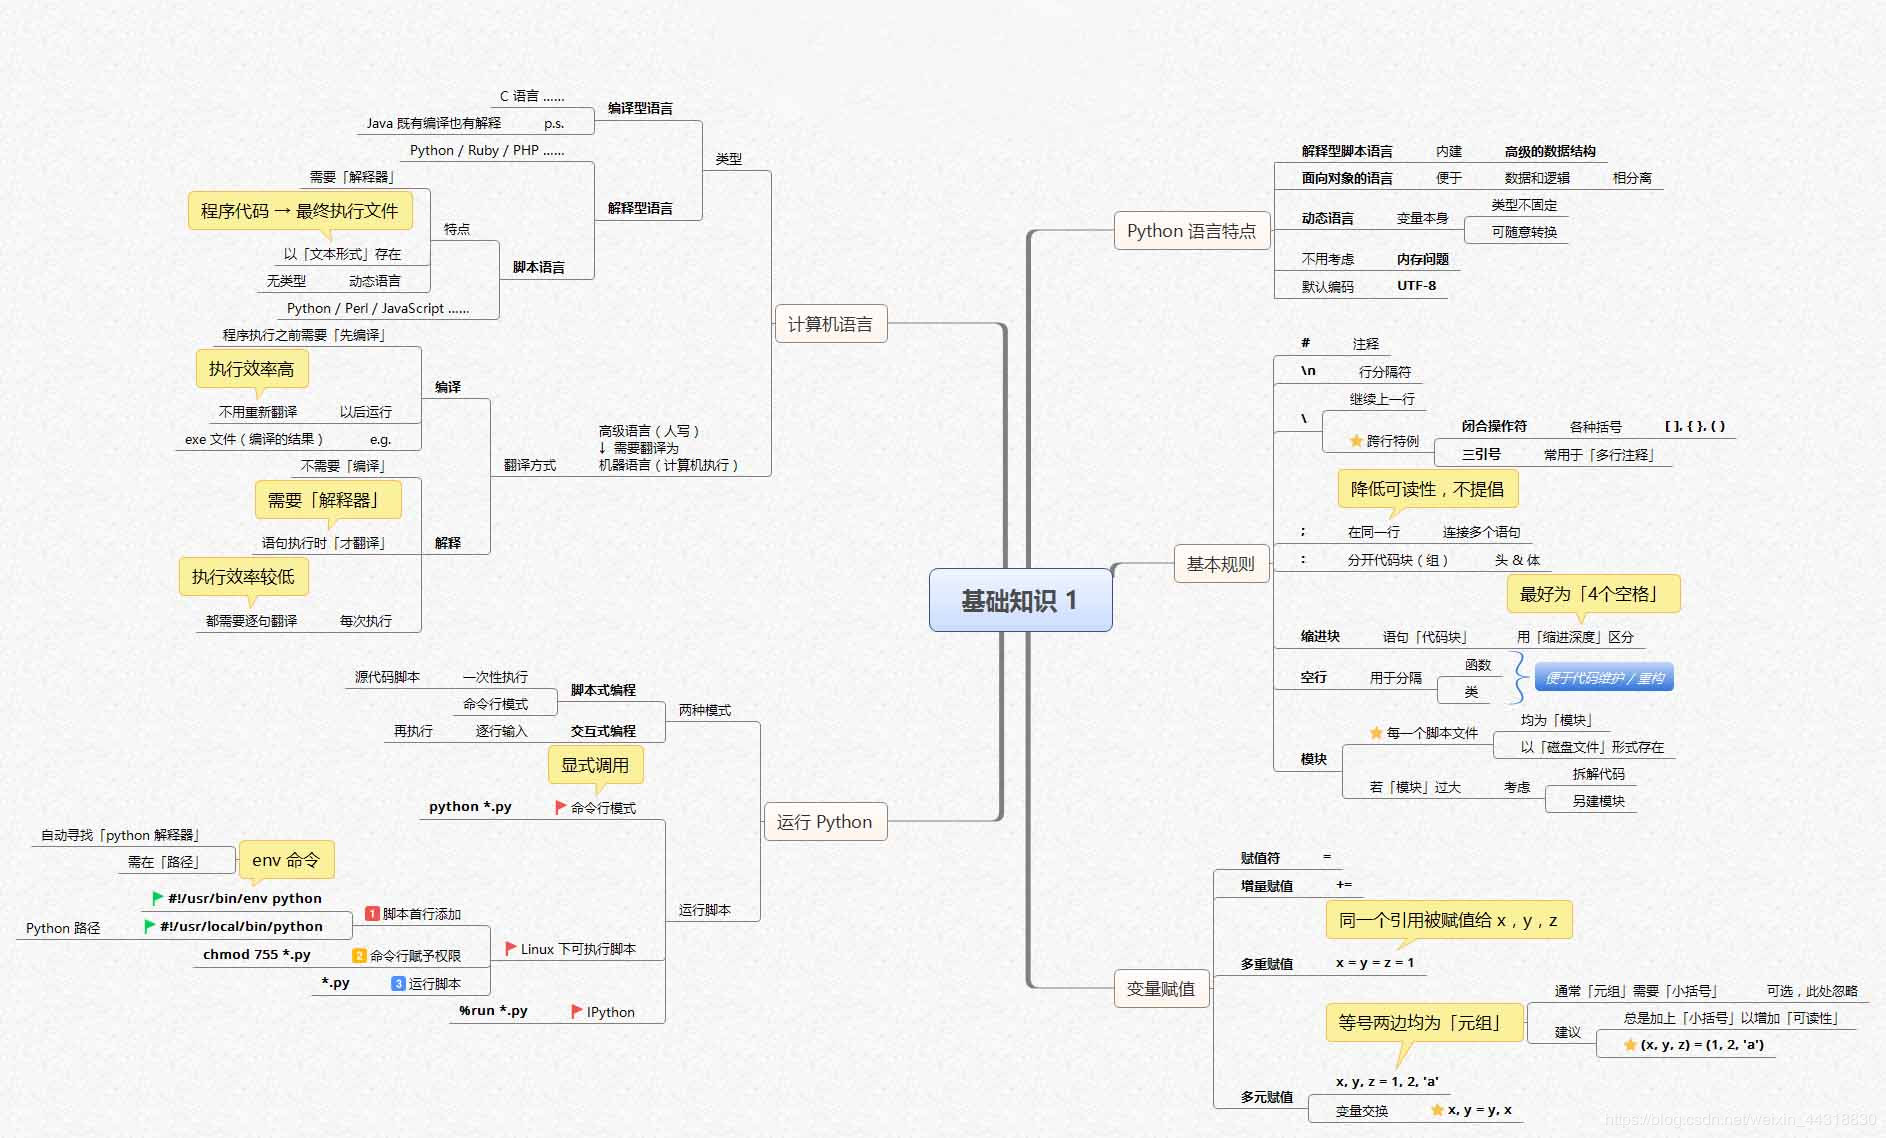 基础知识 1
计算机语言
类型
编译型语言
C 语言 ......
p.s.
Java 既有编译也有解释
解释型语言
Python / Ruby / PHP ......
脚本语言
特点
需要「解释器」
程序代码 → 最终执行文件
以「文本形式」存在
动态语言
无类型
Python / Perl / JavaScript ......
高级语言（人写）
↓ 需要翻译为
机器语言（计算机执行）
翻译方式
编译
程序执行之前需要「先编译」
执行效率高
以后运行
不用重新翻译
e.g.
exe 文件（编译的结果）
解释
不需要「编译」
需要「解释器」
语句执行时「才翻译」
执行效率较低
每次执行
都需要逐句翻译
运行 Python
两种模式
脚本式编程
一次性执行
源代码脚本
命令行模式
交互式编程
逐行输入
再执行
运行脚本
显式调用
命令行模式
python *.py
Linux 下可执行脚本
1 脚本首行添加
env 命令
自动寻找「python 解释器」
需在「路径」
#!/usr/bin/env python
#!/usr/local/bin/python
Python 路径
2 命令行赋予权限
chmod 755 *.py
3 运行脚本
*.py
IPython
%run *.py
Python 语言特点
解释型脚本语言
内建
高级的数据结构
面向对象的语言
便于
数据和逻辑
相分离
动态语言
变量本身
类型不固定
可随意转换
不用考虑
内存问题
默认编码
UTF-8
基本规则
#
注释
\n
行分隔符
\
继续上一行
跨行特例
闭合操作符
各种括号
[ ], { }, ( )
三引号
常用于「多行注释」
降低可读性，不提倡
;
在同一行
连接多个语句
:
分开代码块（组）
头 & 体
最好为「4个空格」
缩进块
语句「代码块」
用「缩进深度」区分
空行
用于分隔
函数
类
便于代码维护 / 重构
模块
每一个脚本文件
均为「模块」
以「磁盘文件」形式存在
若「模块」过大
考虑
拆解代码
另建模块
变量赋值
赋值符
=
增量赋值
+=
同一个引用被赋值给 x，y，z
多重赋值
x = y = z = 1
等号两边均为「元组」
通常「元组」需要「小括号」
可选，此处忽略
建议
总是加上「小括号」以增加「可读性」
(x, y, z) = (1, 2, 'a')
多元赋值
x, y, z = 1, 2, 'a'
变量交换
x, y = y, x
https://blog.csdn.net/weixin_44318830